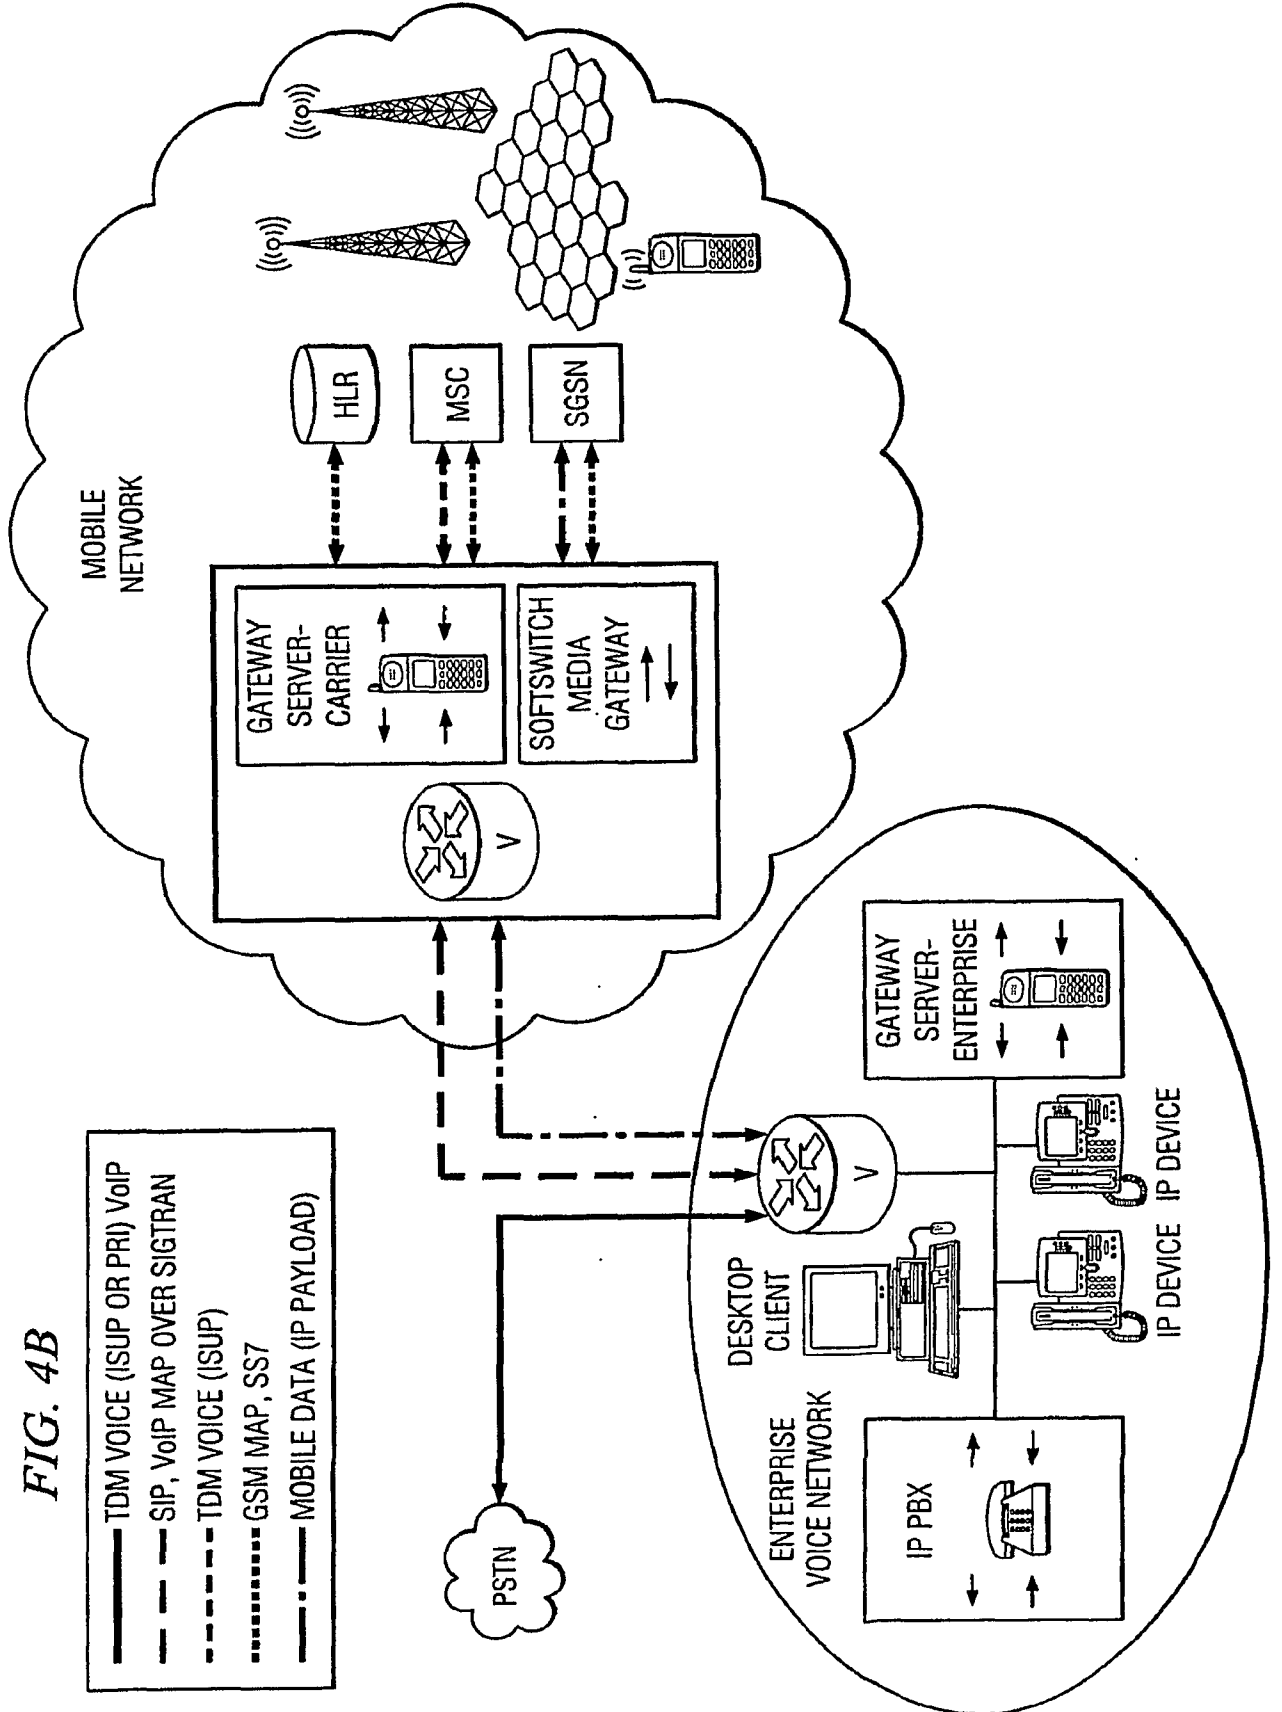 FIG. 4B
TDM VOICE (ISUP OR PRI) VoIP
SIP, VoIP MAP OVER SIGTRAN
TDM VOICE (ISUP)
GSM MAP, SS7
MOBILE DATA (IP PAYLOAD)
MOBILE
NETWORK
GATEWAY
SERVER-
CARRIER
SOFTSWITCH
MEDIA
GATEWAY
V
HLR
MSC
SGSN
PSTN
ENTERPRISE
VOICE NETWORK
DESKTOP
CLIENT
V
IP PBX
IP DEVICE
IP DEVICE
GATEWAY
SERVER-
ENTERPRISE